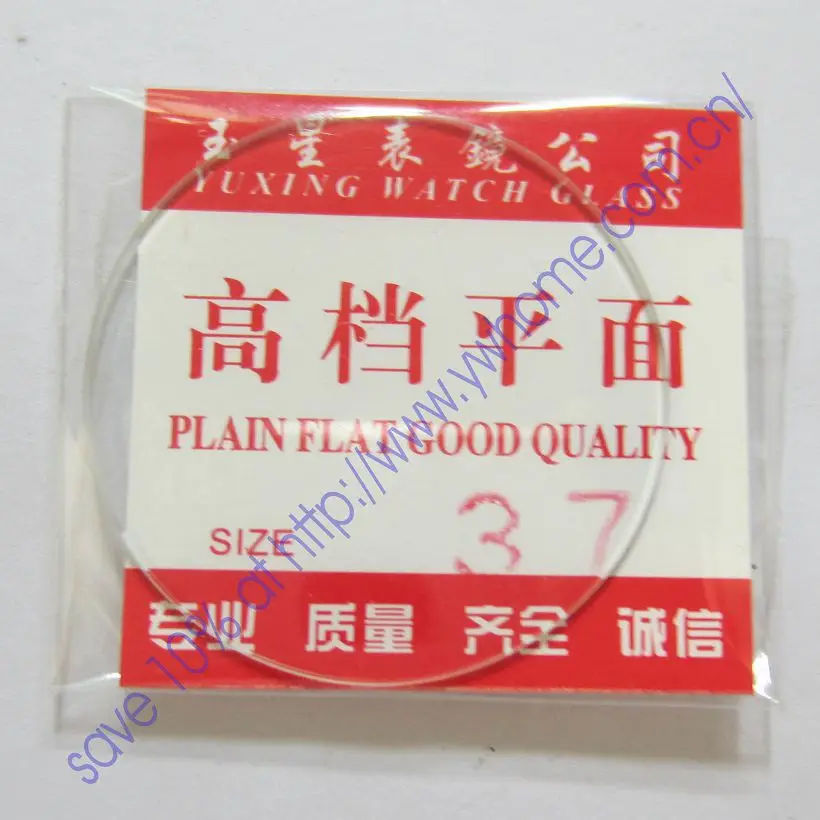 玉星表鏡公司
YUXING WATCH GLASS
高档平面
PLAIN FLAT GOOD QUALITY
SIZE 37
专业 质量 齐全 诚信
save 10% at http://www.ywhome.com.cn/